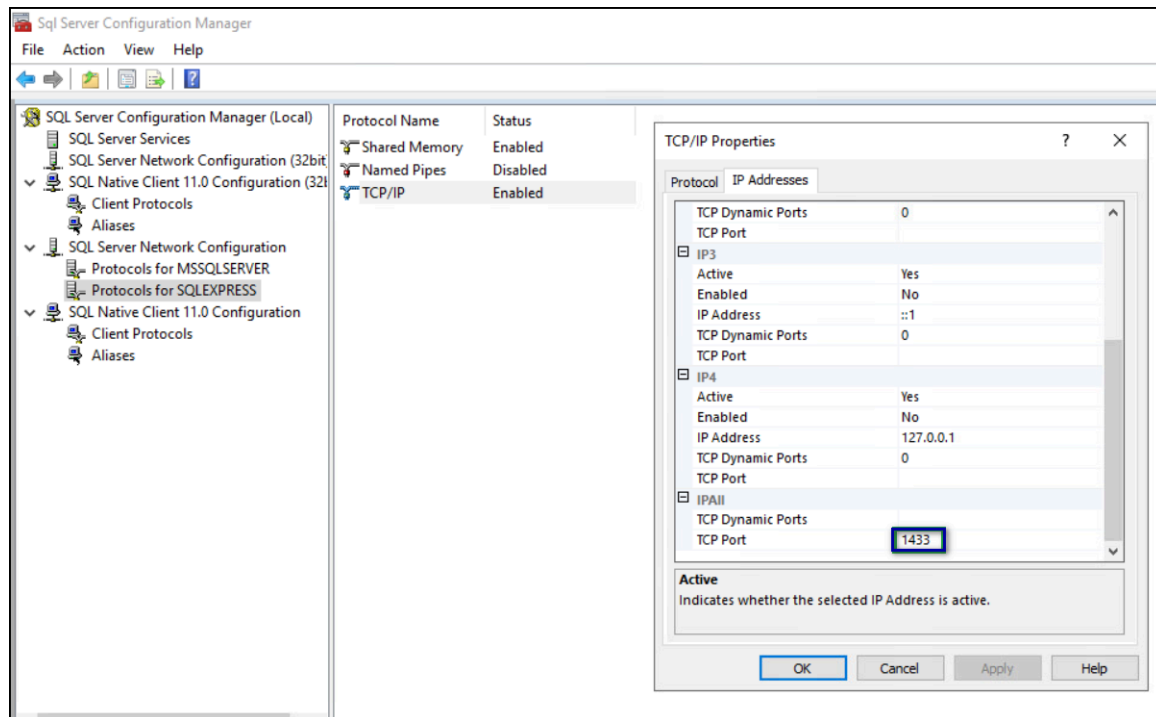 Sql Server Configuration Manager
File Action View Help
SQL Server Configuration Manager (Local)
SQL Server Services
SQL Server Network Configuration (32bit
SQL Native Client 11.0 Configuration (32
Client Protocols
Aliases
SQL Server Network Configuration
Protocols for MSSQLSERVER
Protocols for SQLEXPRESS
SQL Native Client 11.0 Configuration
Client Protocols
Aliases
Protocol Name Status
Shared Memory Enabled
Named Pipes Disabled
TCP/IP Enabled
TCP/IP Properties ?
Protocol IP Addresses
TCP Dynamic Ports 0
TCP Port
IP3
Active Yes
Enabled No
IP Address ::1
TCP Dynamic Ports 0
TCP Port
IP4
Active Yes
Enabled No
IP Address 127.0.0.1
TCP Dynamic Ports 0
TCP Port
IPAll
TCP Dynamic Ports
TCP Port 1433
Active
Indicates whether the selected IP Address is active.
OK Cancel Apply Help